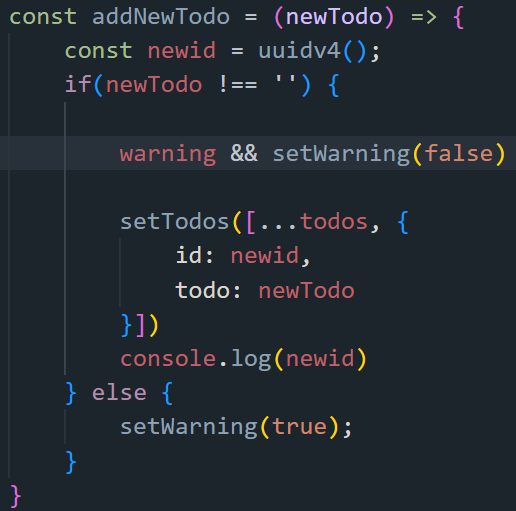 const addNewTodo = (newTodo) => {
    const newid = uuidv4();
    if(newTodo !== '') {
        warning && setWarning(false)
        setTodos([...todos, {
            id: newid,
            todo: newTodo
        }])
        console.log(newid)
    } else {
        setWarning(true);
    }
}